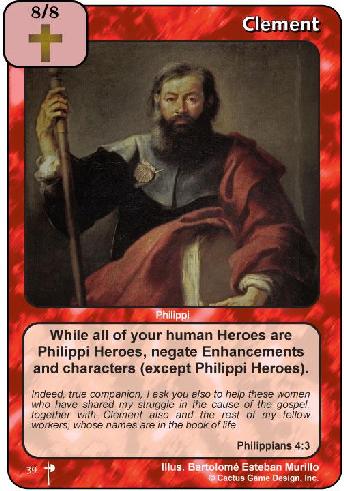 8/8
Clement
Philippi
While all of your human Heroes are
Philippi Heroes, negate Enhancements
and characters (except Philippi Heroes).
Indeed, true companion, I ask you also to help these women
who have shared my struggle in the cause of the gospel,
together with Clement also and the rest of my fellow
workers, whose names are in the book of life
Philippians 4:3
39
Illus. Bartolomé Esteban Murillo
© Cactus Game Design, Inc.